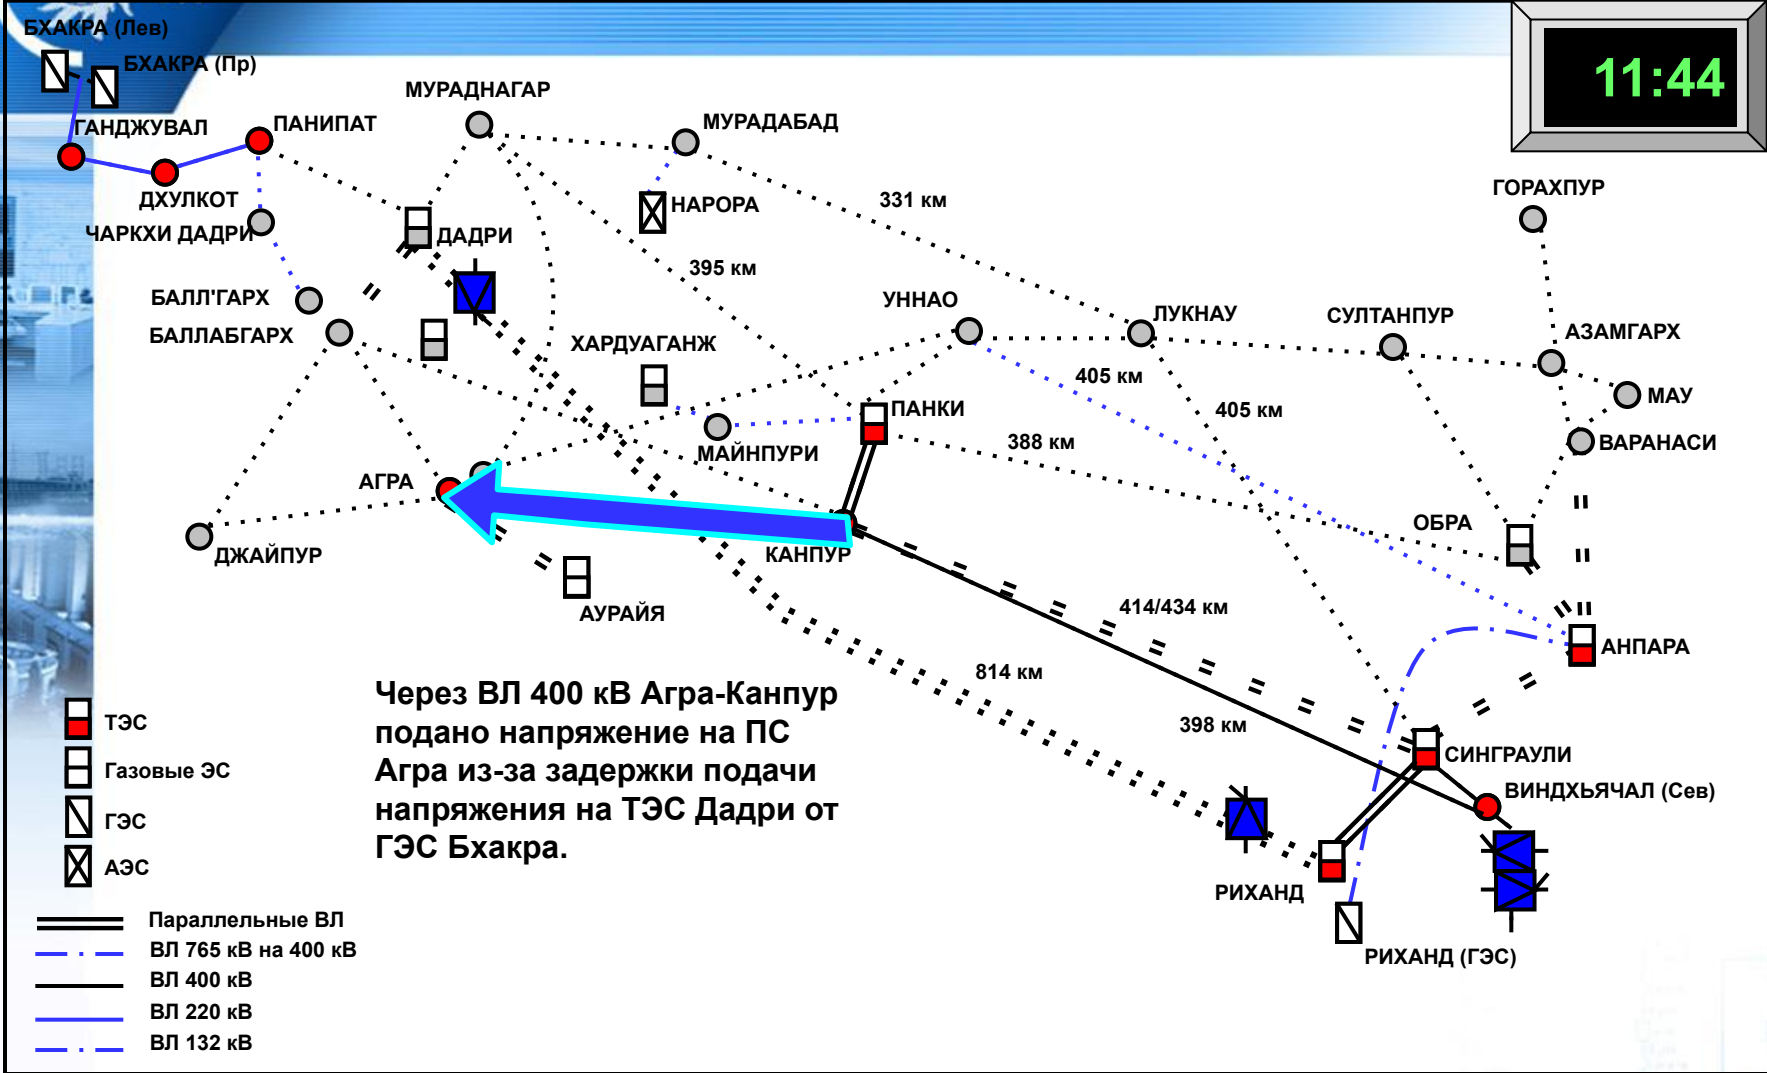 БХАКРА (Лев)
БХАКРА (Пр)
11:44
МУРАДНАГАР
ГАНДЖУВАЛ
ПАНИПАТ
МУРАДАБАД
ДХУЛКОТ
НАРОРА
331 км
ГОРАХПУР
ЧАРКХИ ДАДРИ
ДАДРИ
395 км
БАЛЛ'ГАРХ
УННАО
ЛУКНАУ
СУЛТАНПУР
АЗАМГАРХ
БАЛЛАБГАРХ
ХАРДУАГАНЖ
405 км
МАУ
ПАНКИ
405 км
МАЙНПУРИ
388 км
ВАРАНАСИ
АГРА
ОБРА
ДЖАЙПУР
КАНПУР
АУРАЙЯ
414/434 км
АНПАРА
814 км
398 км
Через ВЛ 400 кВ Агра-Канпур
подано напряжение на ПС
Агра из-за задержки подачи
напряжения на ТЭС Дадри от
ГЭС Бхакра.
СИНГРАУЛИ
ВИНДХЬЯЧАЛ (Сев)
РИХАНД
РИХАНД (ГЭС)
ТЭС
Газовые ЭС
ГЭС
АЭС
Параллельные ВЛ
ВЛ 765 кВ на 400 кВ
ВЛ 400 кВ
ВЛ 220 кВ
ВЛ 132 кВ